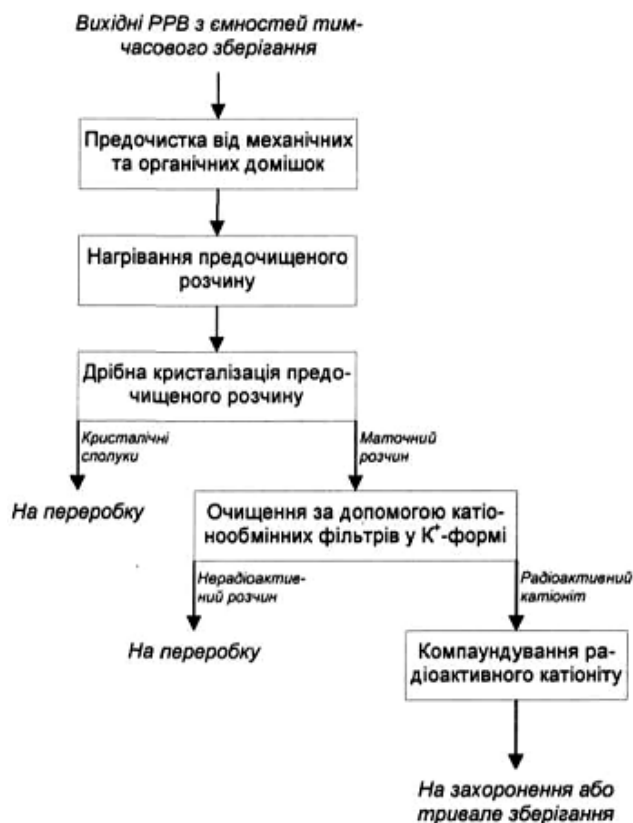 Вихідні РРВ з ємностей тим-
часового зберігання
Предочистка від механічних
та органічних домішок
Нагрівання предочищеного
розчину
Дрібна кристалізація предо-
чищеного розчину
Кристалічні
сполуки
Маточний
розчин
На переробку
Очищення за допомогою катіо-
нообмінних фільтрів у К⁺-формі
Нерадіоактив-
ний розчин
Радіоактивний
катіоніт
На переробку
Компаундування ра-
діоактивного катіоніту
На захоронення або
тривале зберігання